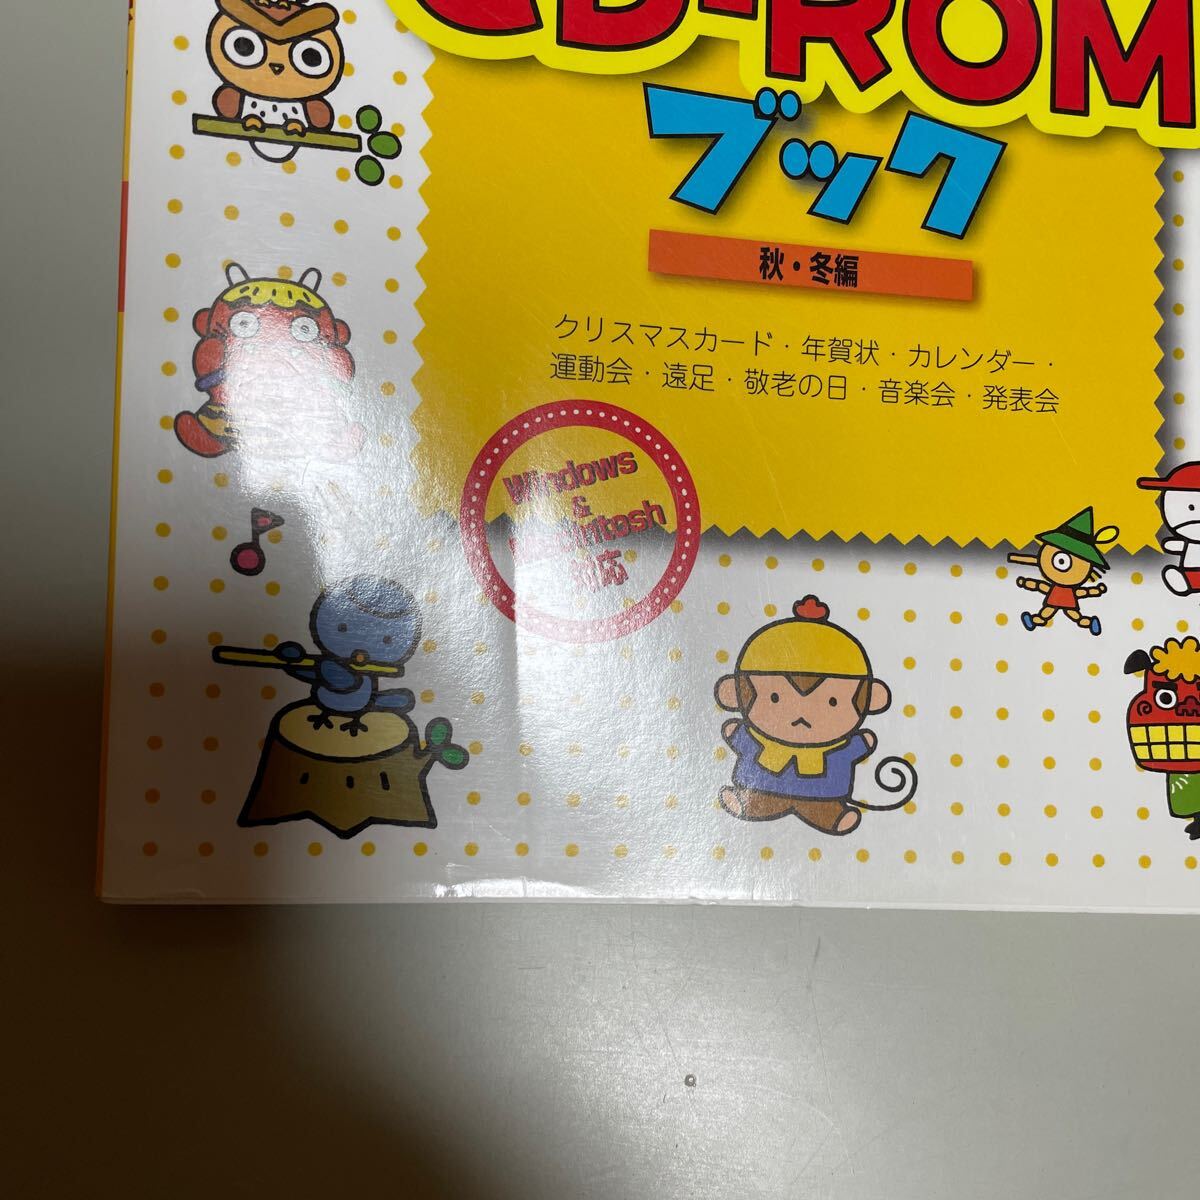 CD-ROM
ブック
秋・冬編
クリスマスカード・年賀状・カレンダー・
運動会・遠足・敬老の日・音楽会・発表会
Windows
&
Macintosh
対応